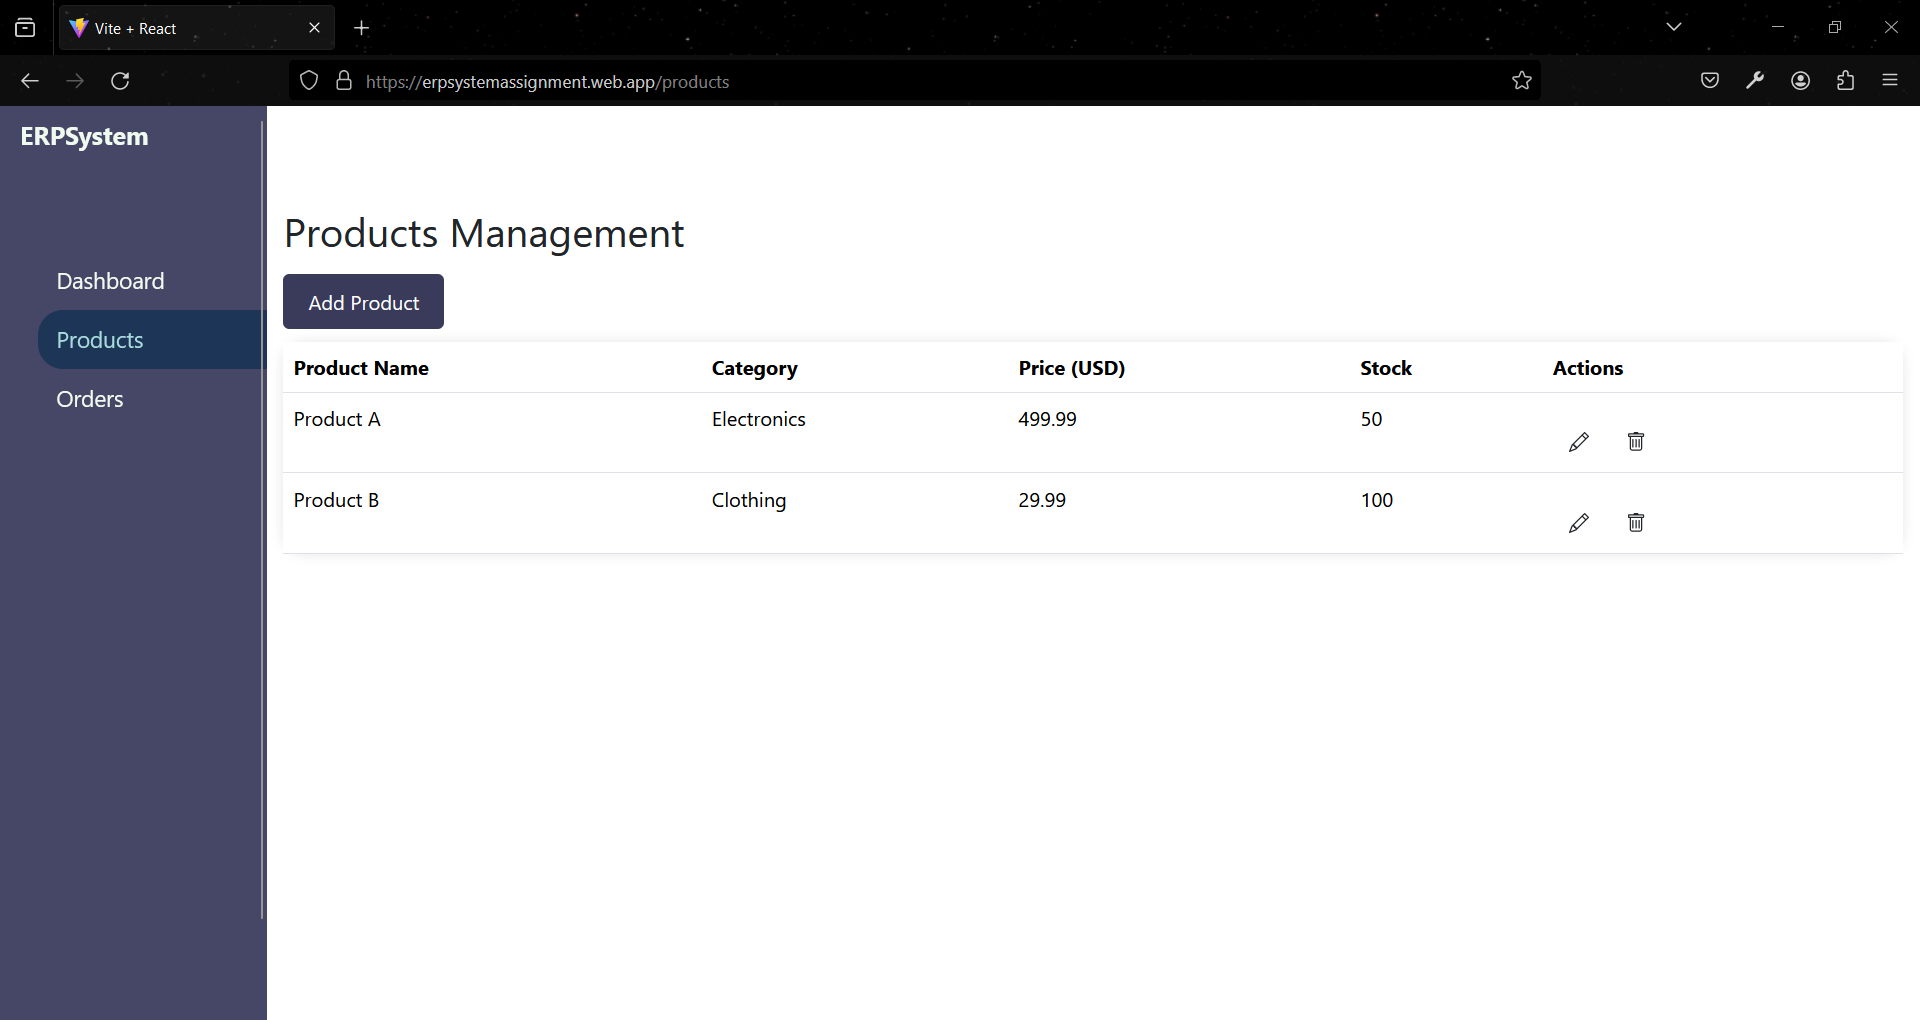 Vite + React
https://erpsystemassignment.web.app/products
ERPSystem
Dashboard
Products
Orders
Products Management
Add Product
Product Name Category Price (USD) Stock Actions
Product A Electronics 499.99 50
Product B Clothing 29.99 100